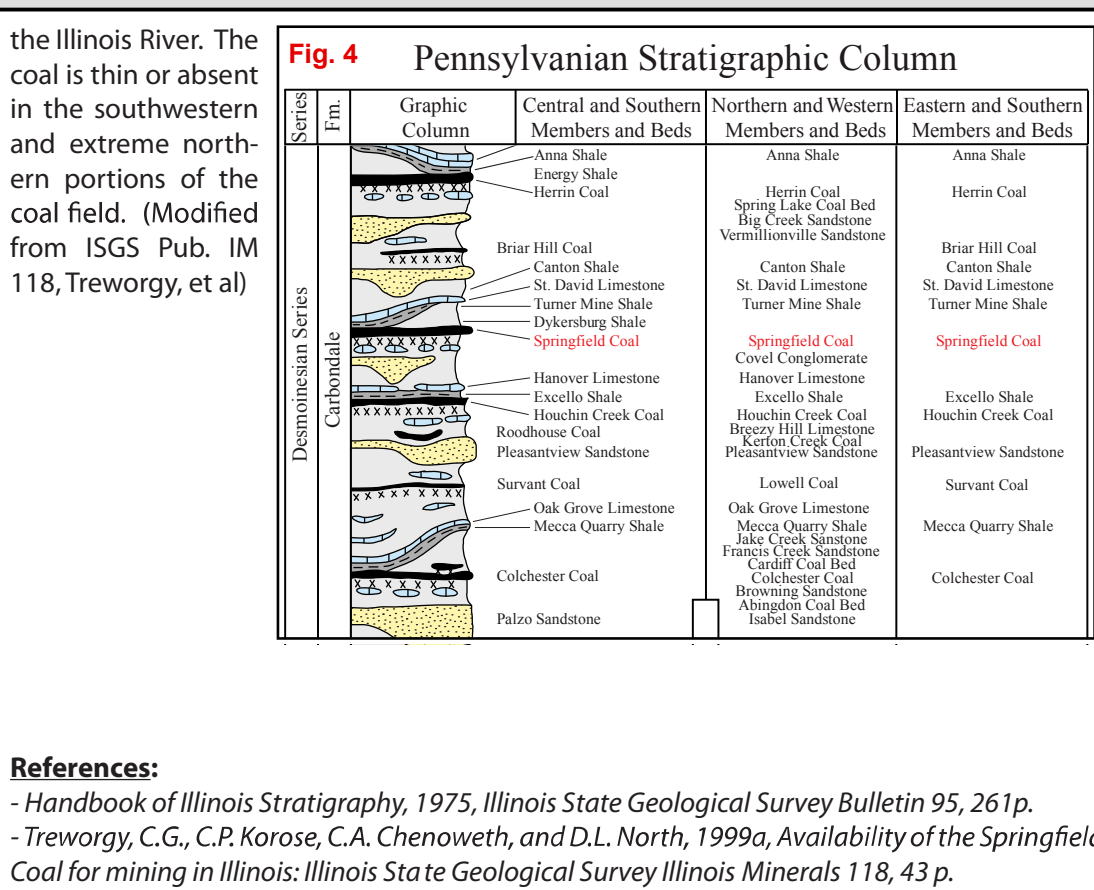 the Illinois River. The
coal is thin or absent
in the southwestern
and extreme north-
ern portions of the
coal field. (Modified
from ISGS Pub. IM
118, Treworgy, et al)
Fig. 4
Pennsylvanian Stratigraphic Column
Series
Fm.
Graphic
Column
Central and Southern
Members and Beds
Northern and Western
Members and Beds
Eastern and Southern
Members and Beds
Desmoinesian Series
Carbondale
Anna Shale
Energy Shale
Herrin Coal
Briar Hill Coal
Canton Shale
St. David Limestone
Turner Mine Shale
Dykersburg Shale
Springfield Coal
Hanover Limestone
Excello Shale
Houchin Creek Coal
Roodhouse Coal
Pleasantview Sandstone
Survant Coal
Oak Grove Limestone
Mecca Quarry Shale
Colchester Coal
Palzo Sandstone
Anna Shale
Herrin Coal
Spring Lake Coal Bed
Big Creek Sandstone
Vermillionville Sandstone
Canton Shale
St. David Limestone
Turner Mine Shale
Springfield Coal
Covel Conglomerate
Hanover Limestone
Excello Shale
Houchin Creek Coal
Breezy Hill Limestone
Kerton Creek Coal
Pleasantview Sandstone
Lowell Coal
Oak Grove Limestone
Mecca Quarry Shale
Jake Creek Sanstone
Francis Creek Sandstone
Cardiff Coal Bed
Colchester Coal
Browning Sandstone
Abingdon Coal Bed
Isabel Sandstone
Anna Shale
Herrin Coal
Briar Hill Coal
Canton Shale
St. David Limestone
Turner Mine Shale
Springfield Coal
Excello Shale
Houchin Creek Coal
Pleasantview Sandstone
Survant Coal
Mecca Quarry Shale
Colchester Coal
References:
- Handbook of Illinois Stratigraphy, 1975, Illinois State Geological Survey Bulletin 95, 261p.
- Treworgy, C.G., C.P. Korose, C.A. Chenoweth, and D.L. North, 1999a, Availability of the Springfield
Coal for mining in Illinois: Illinois State Geological Survey Illinois Minerals 118, 43 p.